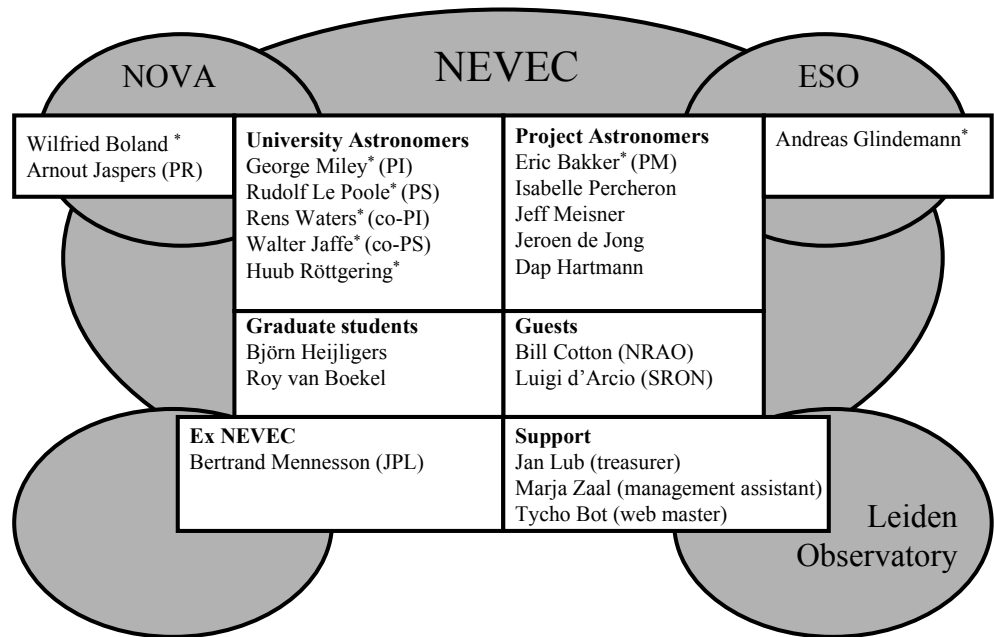 NOVA
NEVEC
ESO
Wilfried Boland *
Arnout Jaspers (PR)
University Astronomers
George Miley* (PI)
Rudolf Le Poole* (PS)
Rens Waters* (co-PI)
Walter Jaffe* (co-PS)
Huub Röttgering*
Project Astronomers
Eric Bakker* (PM)
Isabelle Percheron
Jeff Meisner
Jeroen de Jong
Dap Hartmann
Andreas Glindemann*
Graduate students
Björn Heijligers
Roy van Boekel
Guests
Bill Cotton (NRAO)
Luigi d’Arcio (SRON)
Ex NEVEC
Bertrand Mennesson (JPL)
Support
Jan Lub (treasurer)
Marja Zaal (management assistant)
Tycho Bot (web master)
Leiden
Observatory